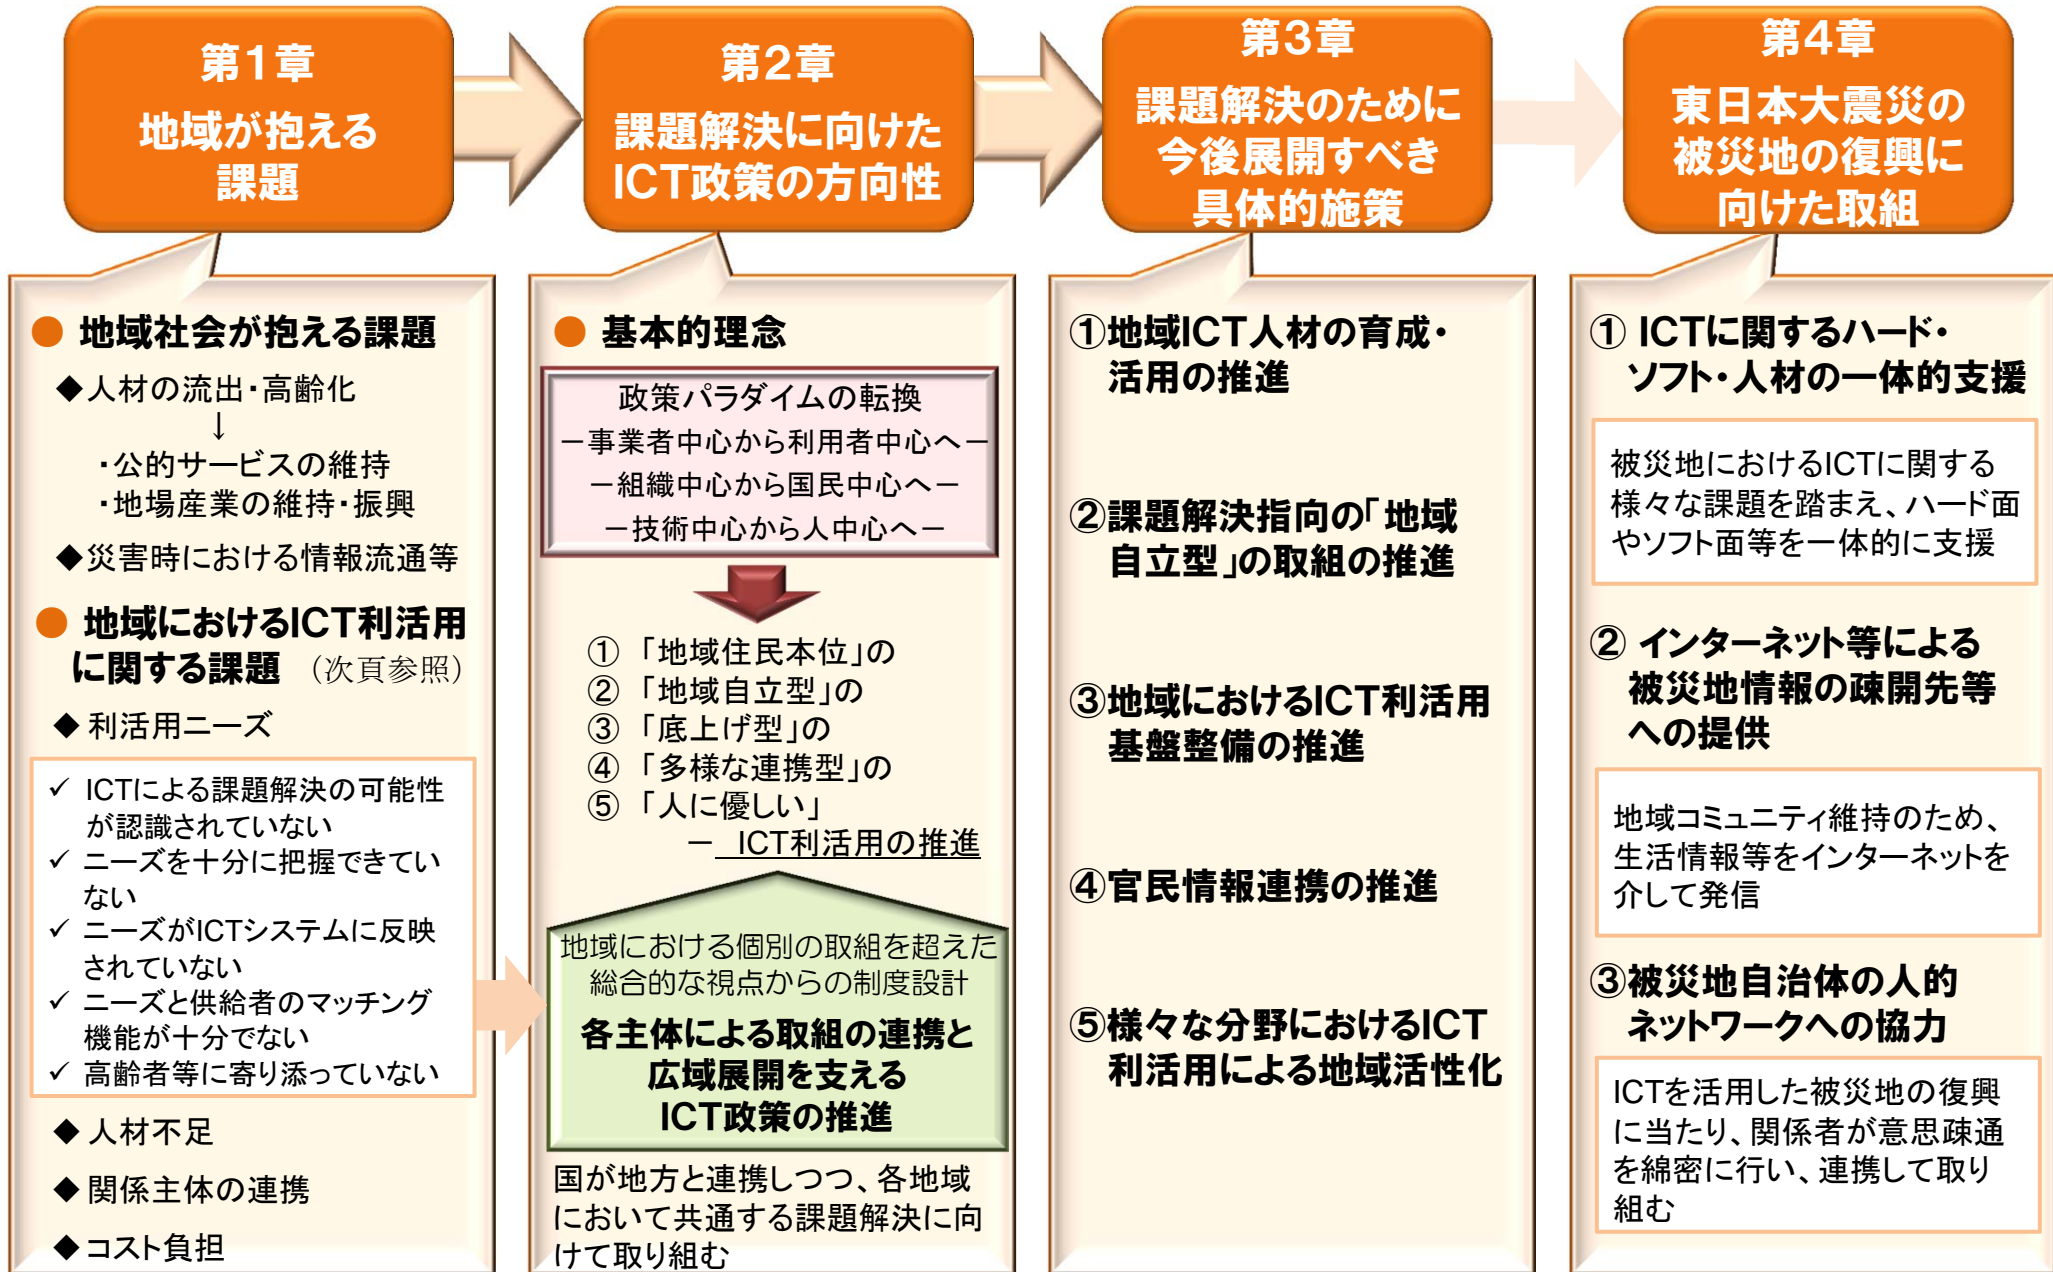 第1章
地域が抱える
課題
● 地域社会が抱える課題
◆人材の流出・高齢化
↓
・公的サービスの維持
・地場産業の維持・振興
◆災害時における情報流通等
● 地域におけるICT利活用
に関する課題 （次頁参照）
◆ 利活用ニーズ
✓ ICTによる課題解決の可能性
が認識されていない
✓ ニーズを十分に把握できてい
ない
✓ ニーズがICTシステムに反映
されていない
✓ ニーズと供給者のマッチング
機能が十分でない
✓ 高齢者等に寄り添っていない
◆ 人材不足
◆ 関係主体の連携
◆ コスト負担
第2章
課題解決に向けた
ICT政策の方向性
● 基本的理念
政策パラダイムの転換
－事業者中心から利用者中心へ－
－組織中心から国民中心へ－
－技術中心から人中心へ－
① 「地域住民本位」の
② 「地域自立型」の
③ 「底上げ型」の
④ 「多様な連携型」の
⑤ 「人に優しい」
－ ICT利活用の推進
地域における個別の取組を超えた
総合的な視点からの制度設計
各主体による取組の連携と
広域展開を支える
ICT政策の推進
国が地方と連携しつつ、各地域
において共通する課題解決に向
けて取り組む
第3章
課題解決のために
今後展開すべき
具体的施策
①地域ICT人材の育成・
活用の推進
②課題解決指向の「地域
自立型」の取組の推進
③地域におけるICT利活用
基盤整備の推進
④官民情報連携の推進
⑤様々な分野におけるICT
利活用による地域活性化
第4章
東日本大震災の
被災地の復興に
向けた取組
① ICTに関するハード・
ソフト・人材の一体的支援
被災地におけるICTに関する
様々な課題を踏まえ、ハード面
やソフト面等を一体的に支援
② インターネット等による
被災地情報の疎開先等
への提供
地域コミュニティ維持のため、
生活情報等をインターネットを
介して発信
③被災地自治体の人的
ネットワークへの協力
ICTを活用した被災地の復興
に当たり、関係者が意思疎通
を綿密に行い、連携して取り
組む